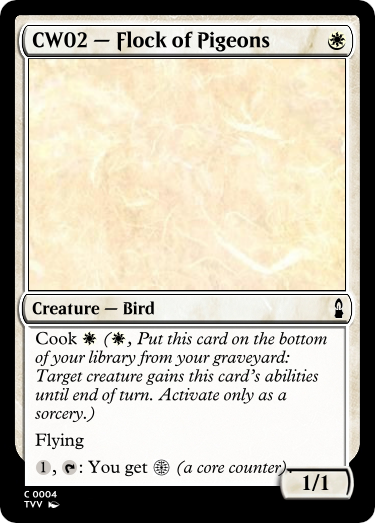 CW02 — Flock of Pigeons
Creature — Bird
Cook (, Put this card on the bottom
of your library from your graveyard:
Target creature gains this card's abilities
until end of turn. Activate only as a
sorcery.)
Flying
1, : You get (a core counter).
1/1
C 0004
TVV